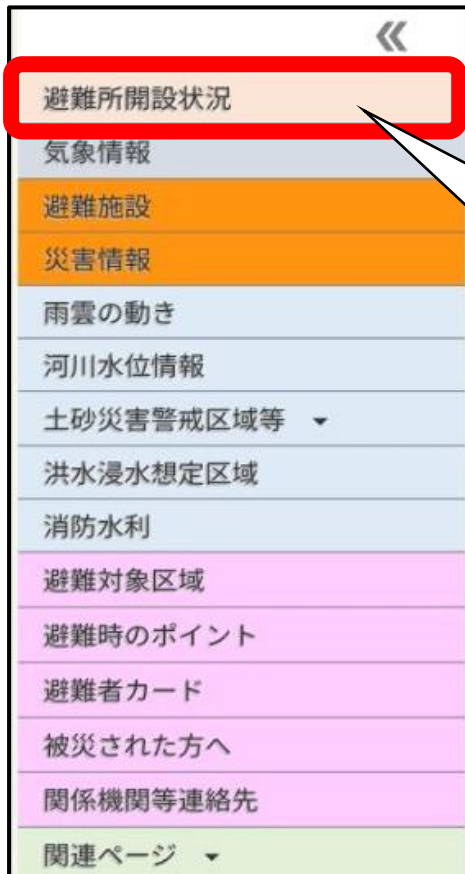 ≪
避難所開設状況
気象情報
避難施設
災害情報
雨雲の動き
河川水位情報
土砂災害警戒区域等
洪水浸水想定区域
消防水利
避難対象区域
避難時のポイント
避難者カード
被災された方へ
関係機関等連絡先
関連ページ